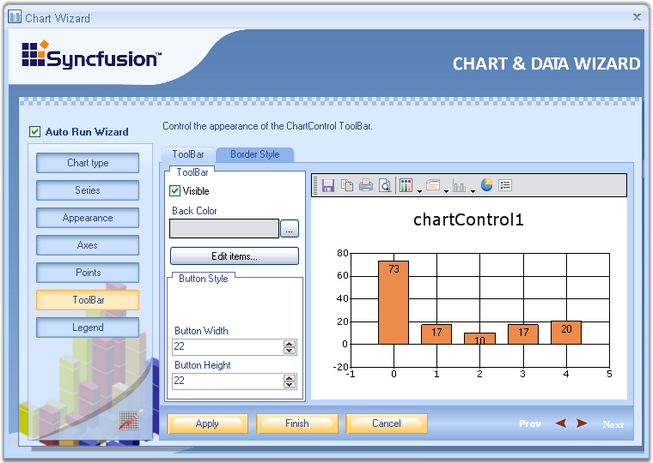 Chart Wizard
Syncfusion™
CHART & DATA WIZARD
Auto Run Wizard
Control the appearance of the ChartControl ToolBar.
Chart type
Series
Appearance
Axes
Points
ToolBar
Legend
ToolBar
Border Style
ToolBar
Visible
Back Color
...
Edit items...
Button Style
Button Width
22
Button Height
22
chartControl1
80
60
40
20
0
-20
73
17
10
17
20
-1 0 1 2 3 4 5
Apply
Finish
Cancel
Prev
Next